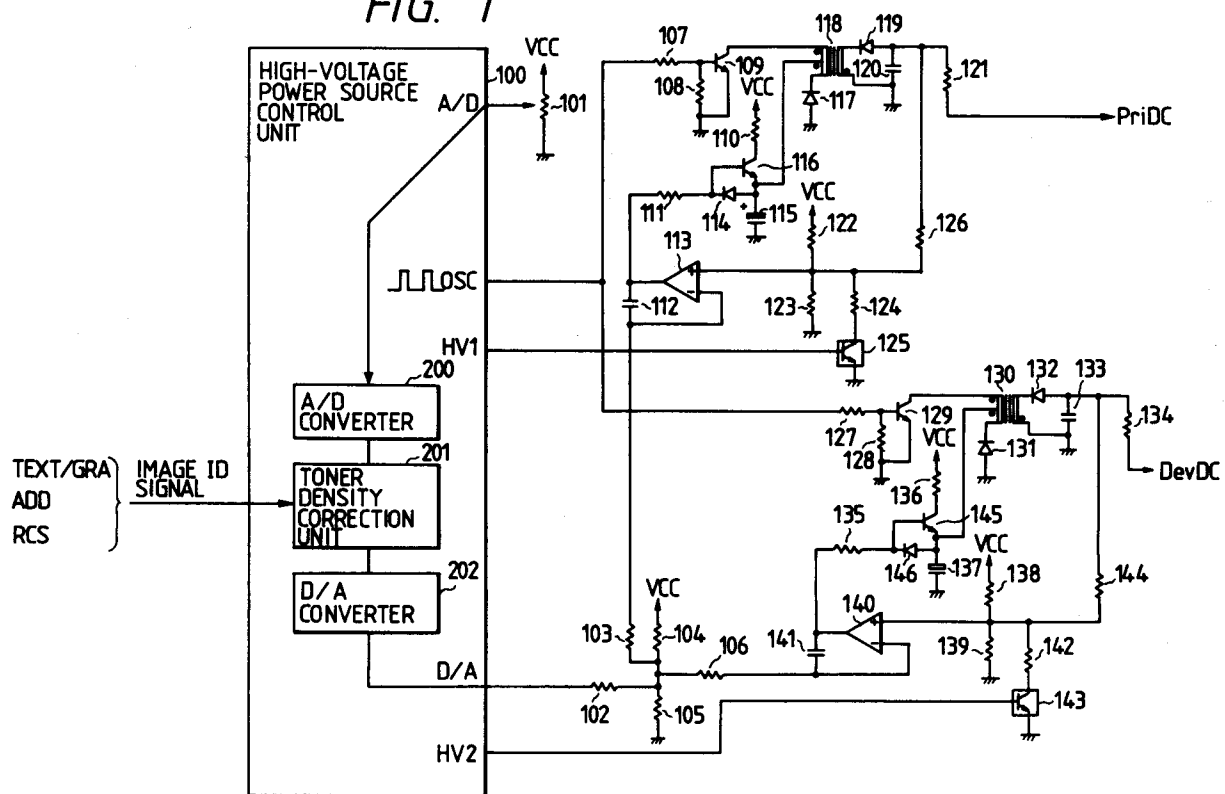 FIG. 1
HIGH-VOLTAGE
POWER SOURCE
CONTROL
UNIT
100
A/D
VCC
101
107
108
109
VCC
110
111
112
113
114
115
116
117
118
119
120
121
PriDC
VCC
122
123
124
125
126
OSC
HV1
200
A/D
CONVERTER
201
TONER
DENSITY
CORRECTION
UNIT
202
D/A
CONVERTER
TEXT/GRA
ADD
RCS
IMAGE ID
SIGNAL
D/A
HV2
102
103
VCC
104
105
106
127
128
129
VCC
130
131
132
133
134
DevDC
135
136
137
145
146
VCC
138
139
140
141
142
143
144